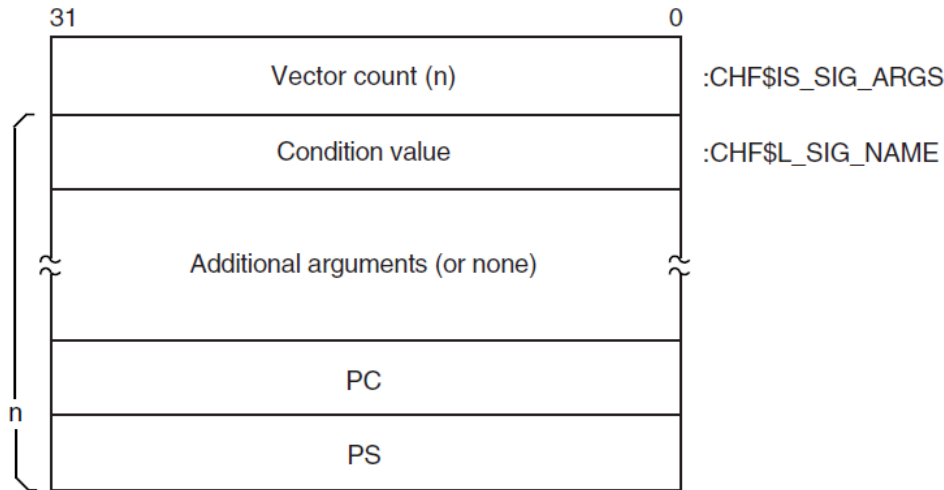 31 0
Vector count (n) :CHF$IS_SIG_ARGS
Condition value :CHF$L_SIG_NAME
Additional arguments (or none)
PC
n
PS